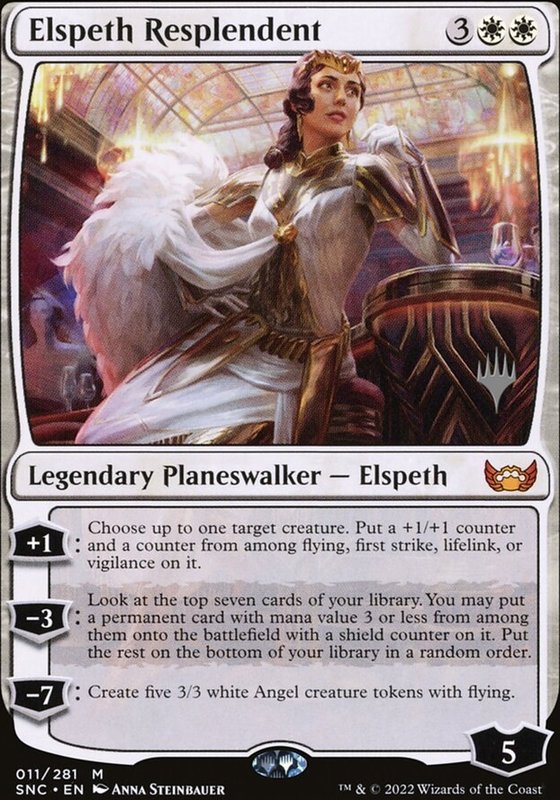 Elspeth Resplendent 3
Legendary Planeswalker — Elspeth
+1 : Choose up to one target creature. Put a +1/+1 counter
and a counter from among flying, first strike, lifelink, or
vigilance on it.
−3 : Look at the top seven cards of your library. You may put
a permanent card with mana value 3 or less from among
them onto the battlefield with a shield counter on it. Put
the rest on the bottom of your library in a random order.
−7 : Create five 3/3 white Angel creature tokens with flying.
5
011/281 M
SNC • EN ANNA STEINBAUER ™ & © 2022 Wizards of the Coast